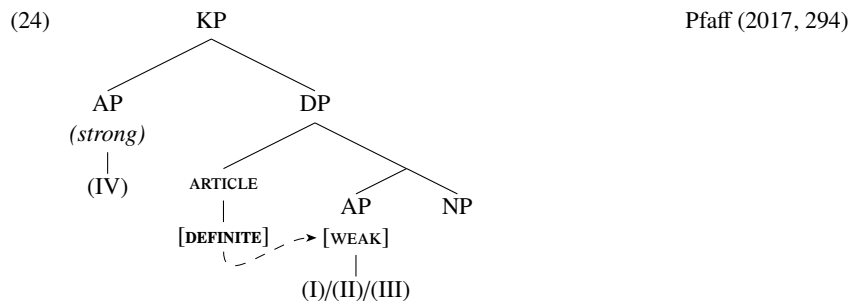 (24) KP Pfaff (2017, 294)
AP DP
(strong)
(IV) ARTICLE
AP NP
[DEFINITE] [WEAK]
(I)/(II)/(III)